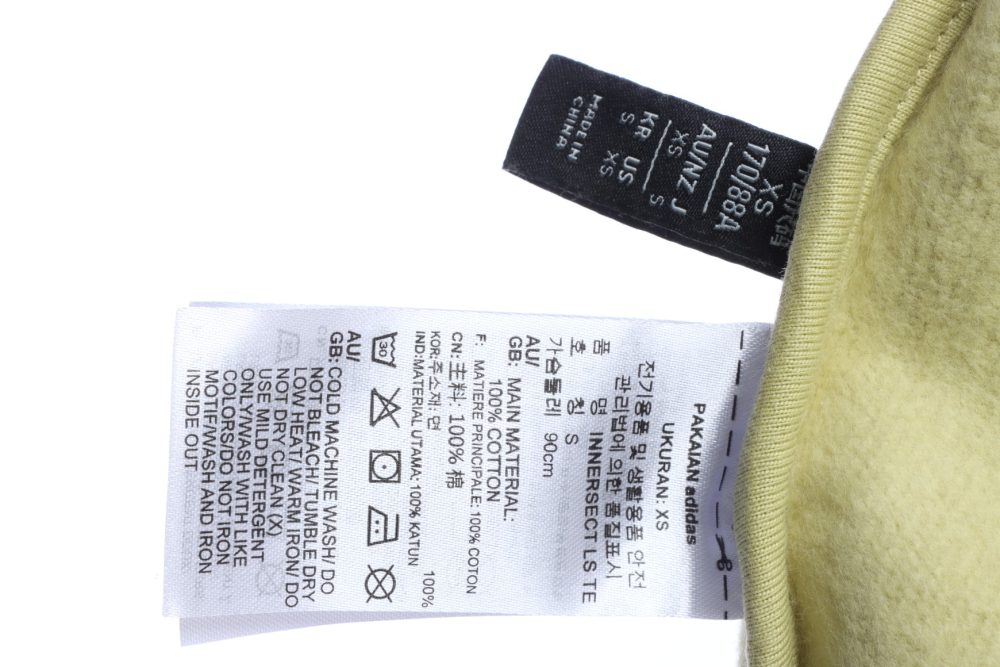 XS
170/88A
AU/NZ J
XS S
KR US
S XS
MADE IN
CHINA
PAKAIAN adidas
UKURAN: XS
전기용품 및 생활용품 안전
관리법에 의한 품질표시
품 명 INNERSECT LS TE
호 칭 S
가슴둘레 90cm
AU/
GB: MAIN MATERIAL:
100% COTTON
F: MATIERE PRINCIPALE: 100% COTON
CN: 主料: 100% 棉
KOR: 주소재: 면 100%
IND: MATERI UTAMA: 100% KATUN
30
AU/
GB: COLD MACHINE WASH/ DO
NOT BLEACH/ TUMBLE DRY
LOW HEAT/ WARM IRON/ DO
NOT DRY CLEAN (X)
USE MILD DETERGENT
ONLY/WASH WITH LIKE
COLORS/DO NOT IRON
MOTIF/WASH AND IRON
INSIDE OUT